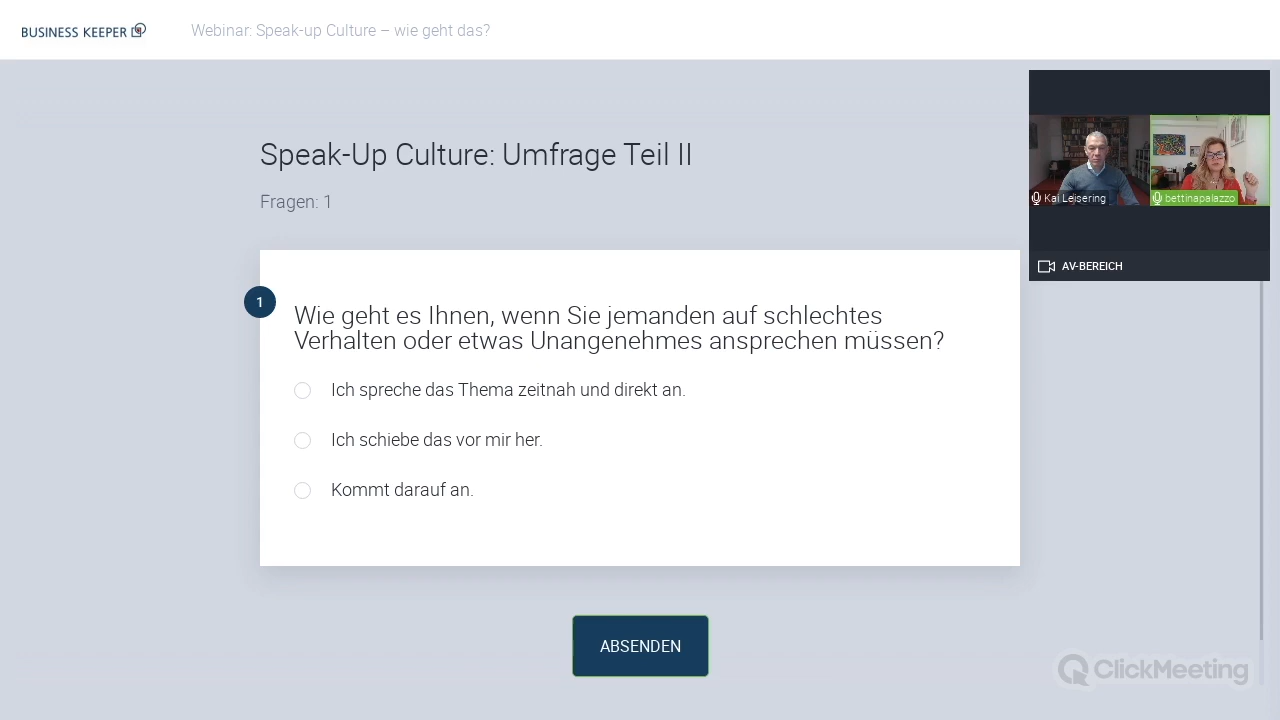 BUSINESS KEEPER
Webinar: Speak-up Culture – wie geht das?
Speak-Up Culture: Umfrage Teil II
Fragen: 1
Kai Leisering
bettinapalazzo
AV-BEREICH
1
Wie geht es Ihnen, wenn Sie jemanden auf schlechtes
Verhalten oder etwas Unangenehmes ansprechen müssen?
Ich spreche das Thema zeitnah und direkt an.
Ich schiebe das vor mir her.
Kommt darauf an.
ABSENDEN
ClickMeeting